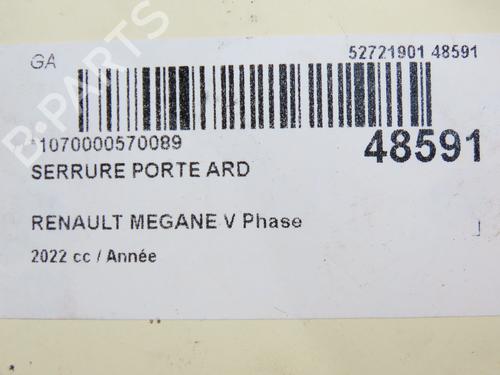 GA
52721901 48591
B-PARTS
*1070000570089
48591
SERRURE PORTE ARD
RENAULT MEGANE V Phase
2022 cc / Année